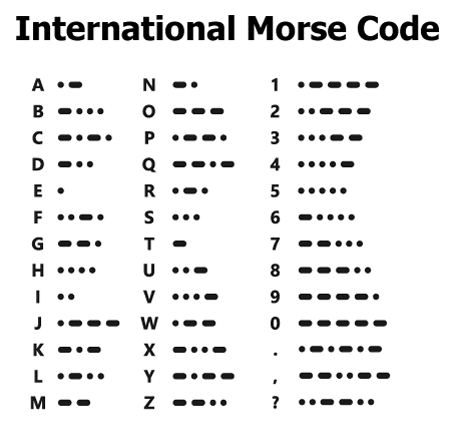 International Morse Code
A •− N −• 1 •−−−−
B −••• O −−− 2 ••−−−
C −•−• P •−−• 3 •••−−
D −•• Q −−•− 4 ••••−
E • R •−• 5 •••••
F ••−• S ••• 6 −••••
G −−• T − 7 −−•••
H •••• U ••− 8 −−−••
I •• V •••− 9 −−−−•
J •−−− W •−− 0 −−−−−
K −•− X −••− . •−•−•−
L •−•• Y −•−− , −−••−−
M −− Z −−•• ? ••−−••